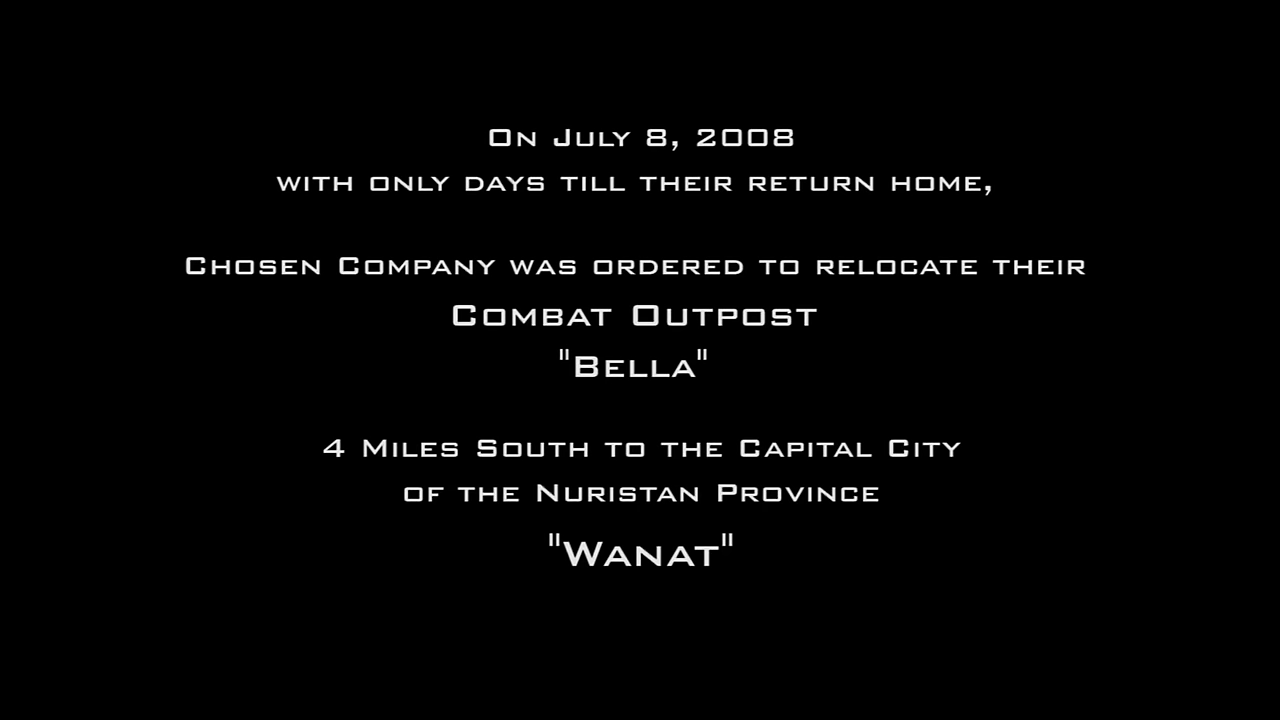 On July 8, 2008
with only days till their return home,
Chosen Company was ordered to relocate their
Combat Outpost
"Bella"
4 Miles South to the Capital City
of the Nuristan Province
"Wanat"